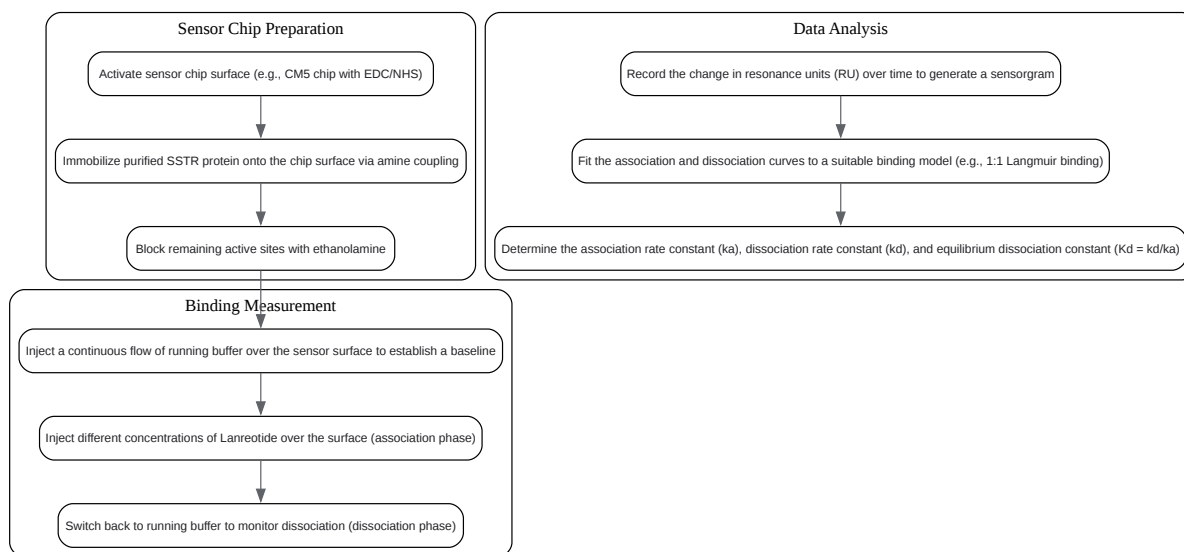 Sensor Chip Preparation
Activate sensor chip surface (e.g., CM5 chip with EDC/NHS)
Immobilize purified SSTR protein onto the chip surface via amine coupling
Block remaining active sites with ethanolamine
Binding Measurement
Inject a continuous flow of running buffer over the sensor surface to establish a baseline
Inject different concentrations of Lanreotide over the surface (association phase)
Switch back to running buffer to monitor dissociation (dissociation phase)
Data Analysis
Record the change in resonance units (RU) over time to generate a sensorgram
Fit the association and dissociation curves to a suitable binding model (e.g., 1:1 Langmuir binding)
Determine the association rate constant (ka), dissociation rate constant (kd), and equilibrium dissociation constant (Kd = kd/ka)